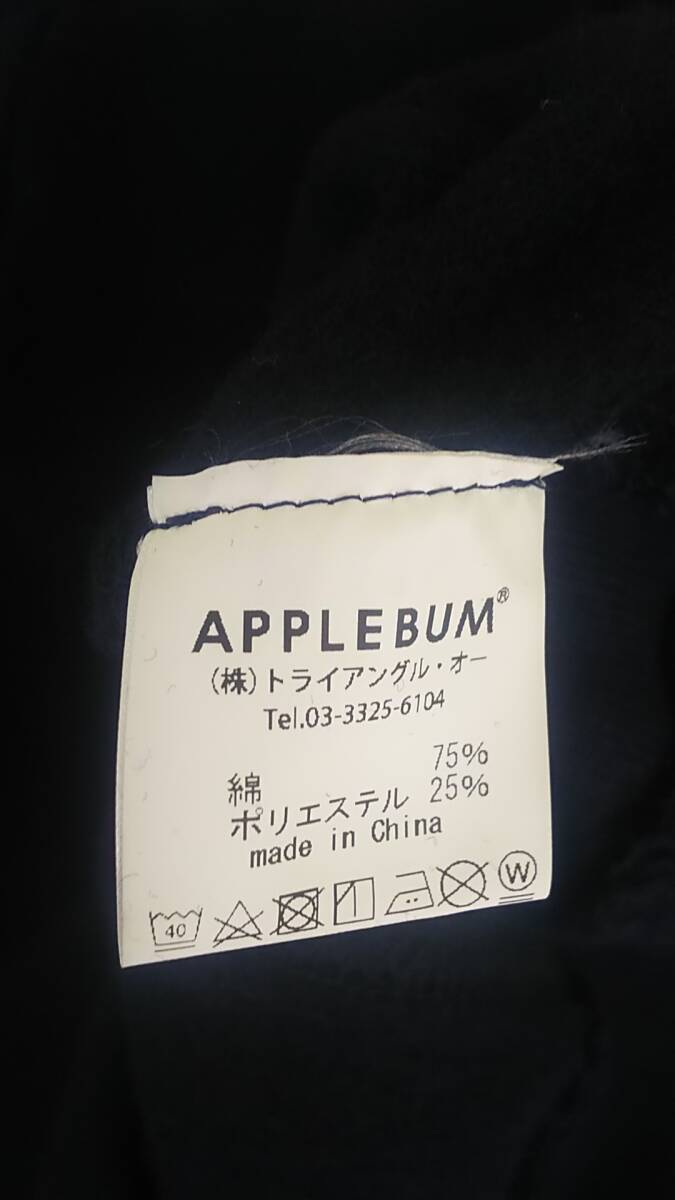 APPLEBUM®
(株)トライアングル・オー
Tel.03-3325-6104
綿 75%
ポリエステル 25%
made in China
40 W